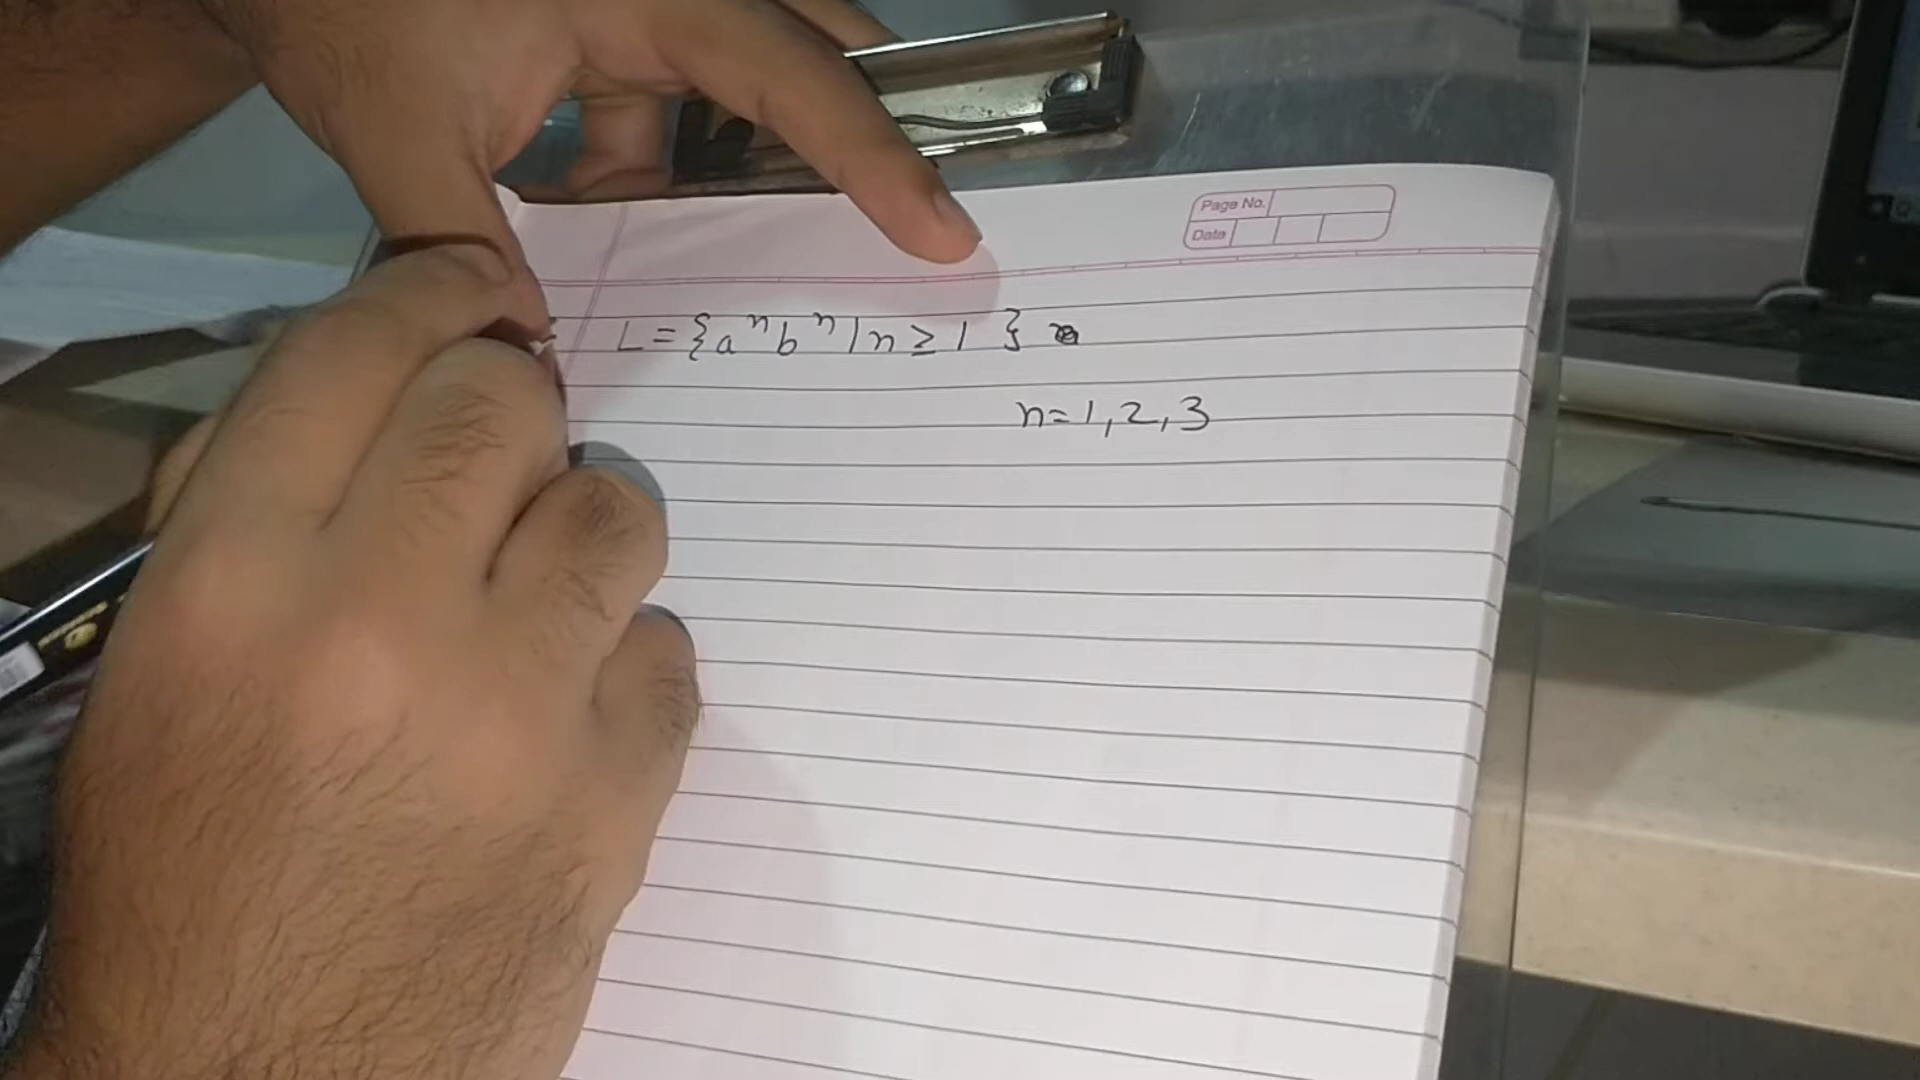 Page No.
Date
L = {aⁿbⁿ | n ≥ 1 }
n = 1, 2, 3